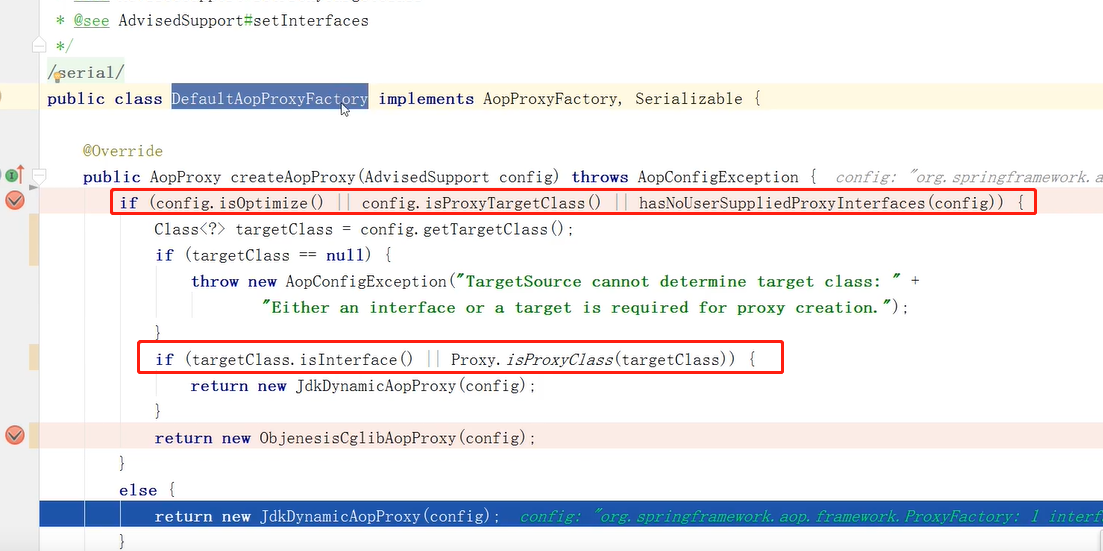 * @see AdvisedSupport#setInterfaces
*/
/serial/
public class DefaultAopProxyFactory implements AopProxyFactory, Serializable {
@Override
public AopProxy createAopProxy(AdvisedSupport config) throws AopConfigException {  config: "org.springframework.a
if (config.isOptimize() || config.isProxyTargetClass() || hasNoUserSuppliedProxyInterfaces(config)) {
Class<?> targetClass = config.getTargetClass();
if (targetClass == null) {
throw new AopConfigException("TargetSource cannot determine target class: " +
"Either an interface or a target is required for proxy creation.");
}
if (targetClass.isInterface() || Proxy.isProxyClass(targetClass)) {
return new JdkDynamicAopProxy(config);
}
return new ObjenesisCglibAopProxy(config);
}
else {
return new JdkDynamicAopProxy(config);  config: "org.springframework.aop.framework.ProxyFactory: 1 interf
}